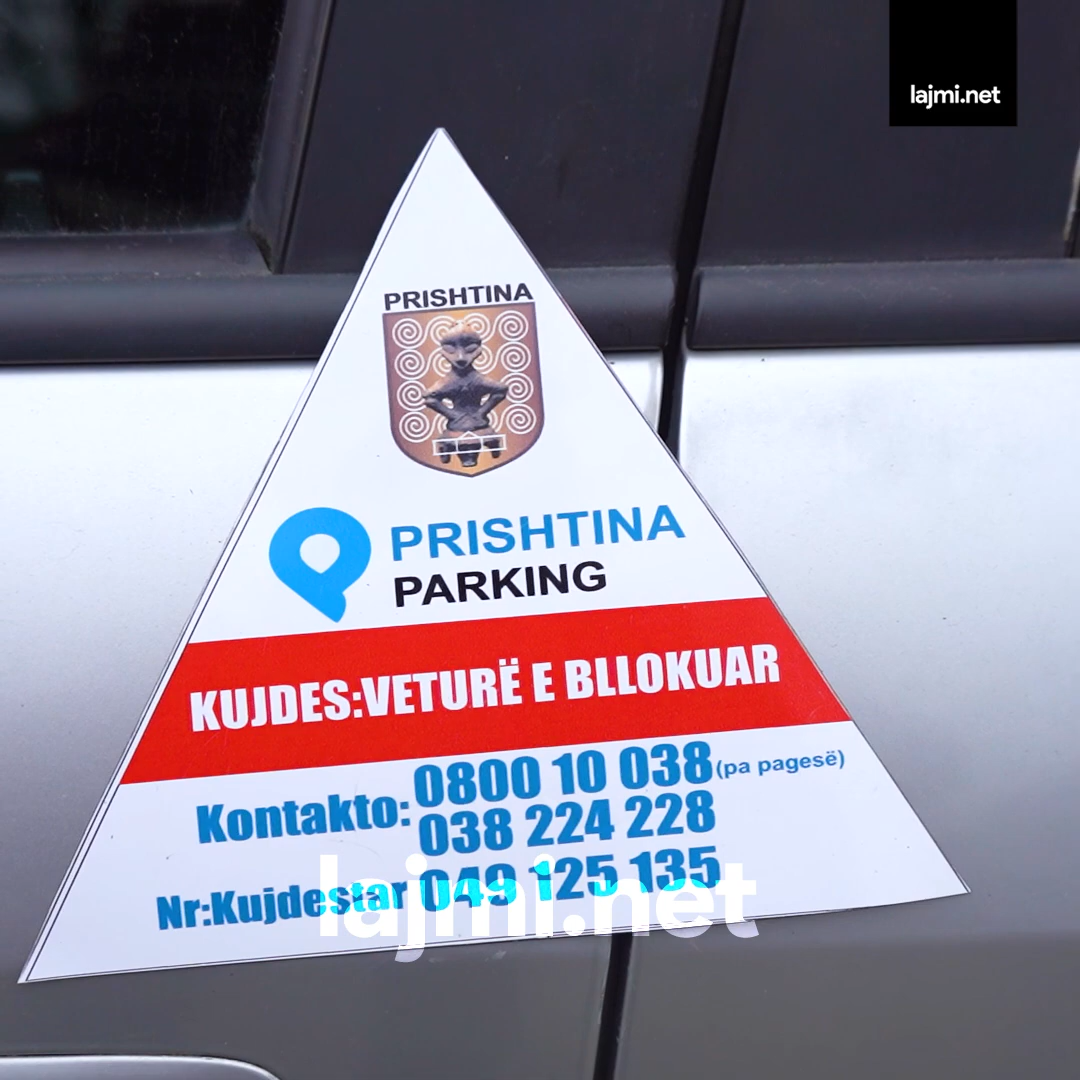 lajmi.net
PRISHTINA
PRISHTINA
PARKING
KUJDES:VETURË E BLLOKUAR
Kontakto: 0800 10 038 (pa pagesë)
038 224 228
Nr:Kujdestar 049 125 135
lajmi.net